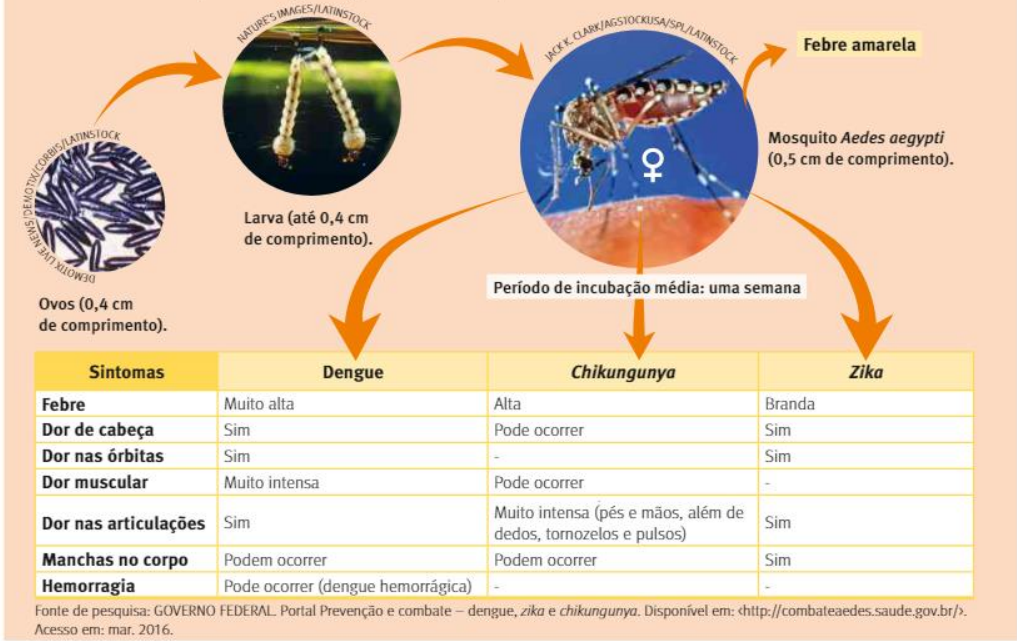 NATURE'S IMAGES/LATINSTOCK
JACK K. CLARK/AGSTOCKUSA/SPL/LATINSTOCK
Febre amarela
DEMOTIX LIVE NEWS/DEMOTIX/CORBIS/LATINSTOCK
Mosquito Aedes aegypti
(0,5 cm de comprimento).
♀
Larva (até 0,4 cm
de comprimento).
Ovos (0,4 cm
de comprimento).
Período de incubação média: uma semana
Sintomas Dengue Chikungunya Zika
Febre Muito alta Alta Branda
Dor de cabeça Sim Pode ocorrer Sim
Dor nas órbitas Sim - Sim
Dor muscular Muito intensa Pode ocorrer -
Dor nas articulações Sim Muito intensa (pés e mãos, além de
dedos, tornozelos e pulsos) Sim
Manchas no corpo Podem ocorrer Podem ocorrer Sim
Hemorragia Pode ocorrer (dengue hemorrágica) - -
Fonte de pesquisa: GOVERNO FEDERAL. Portal Prevenção e combate – dengue, zika e chikungunya. Disponível em: <http://combateaedes.saude.gov.br/>.
Acesso em: mar. 2016.